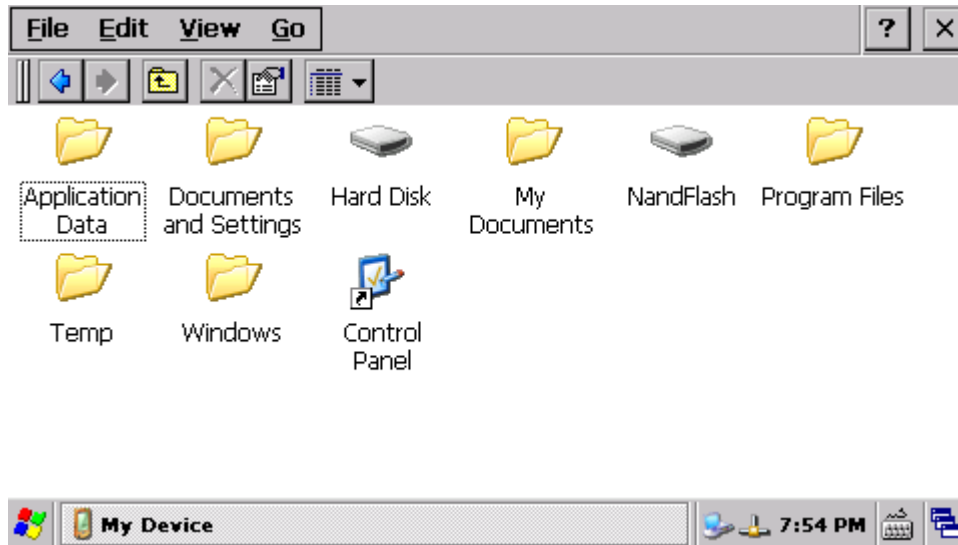 File Edit View Go ?
Application Data Documents and Settings Hard Disk My Documents NandFlash Program Files
Temp Windows Control Panel
My Device 7:54 PM